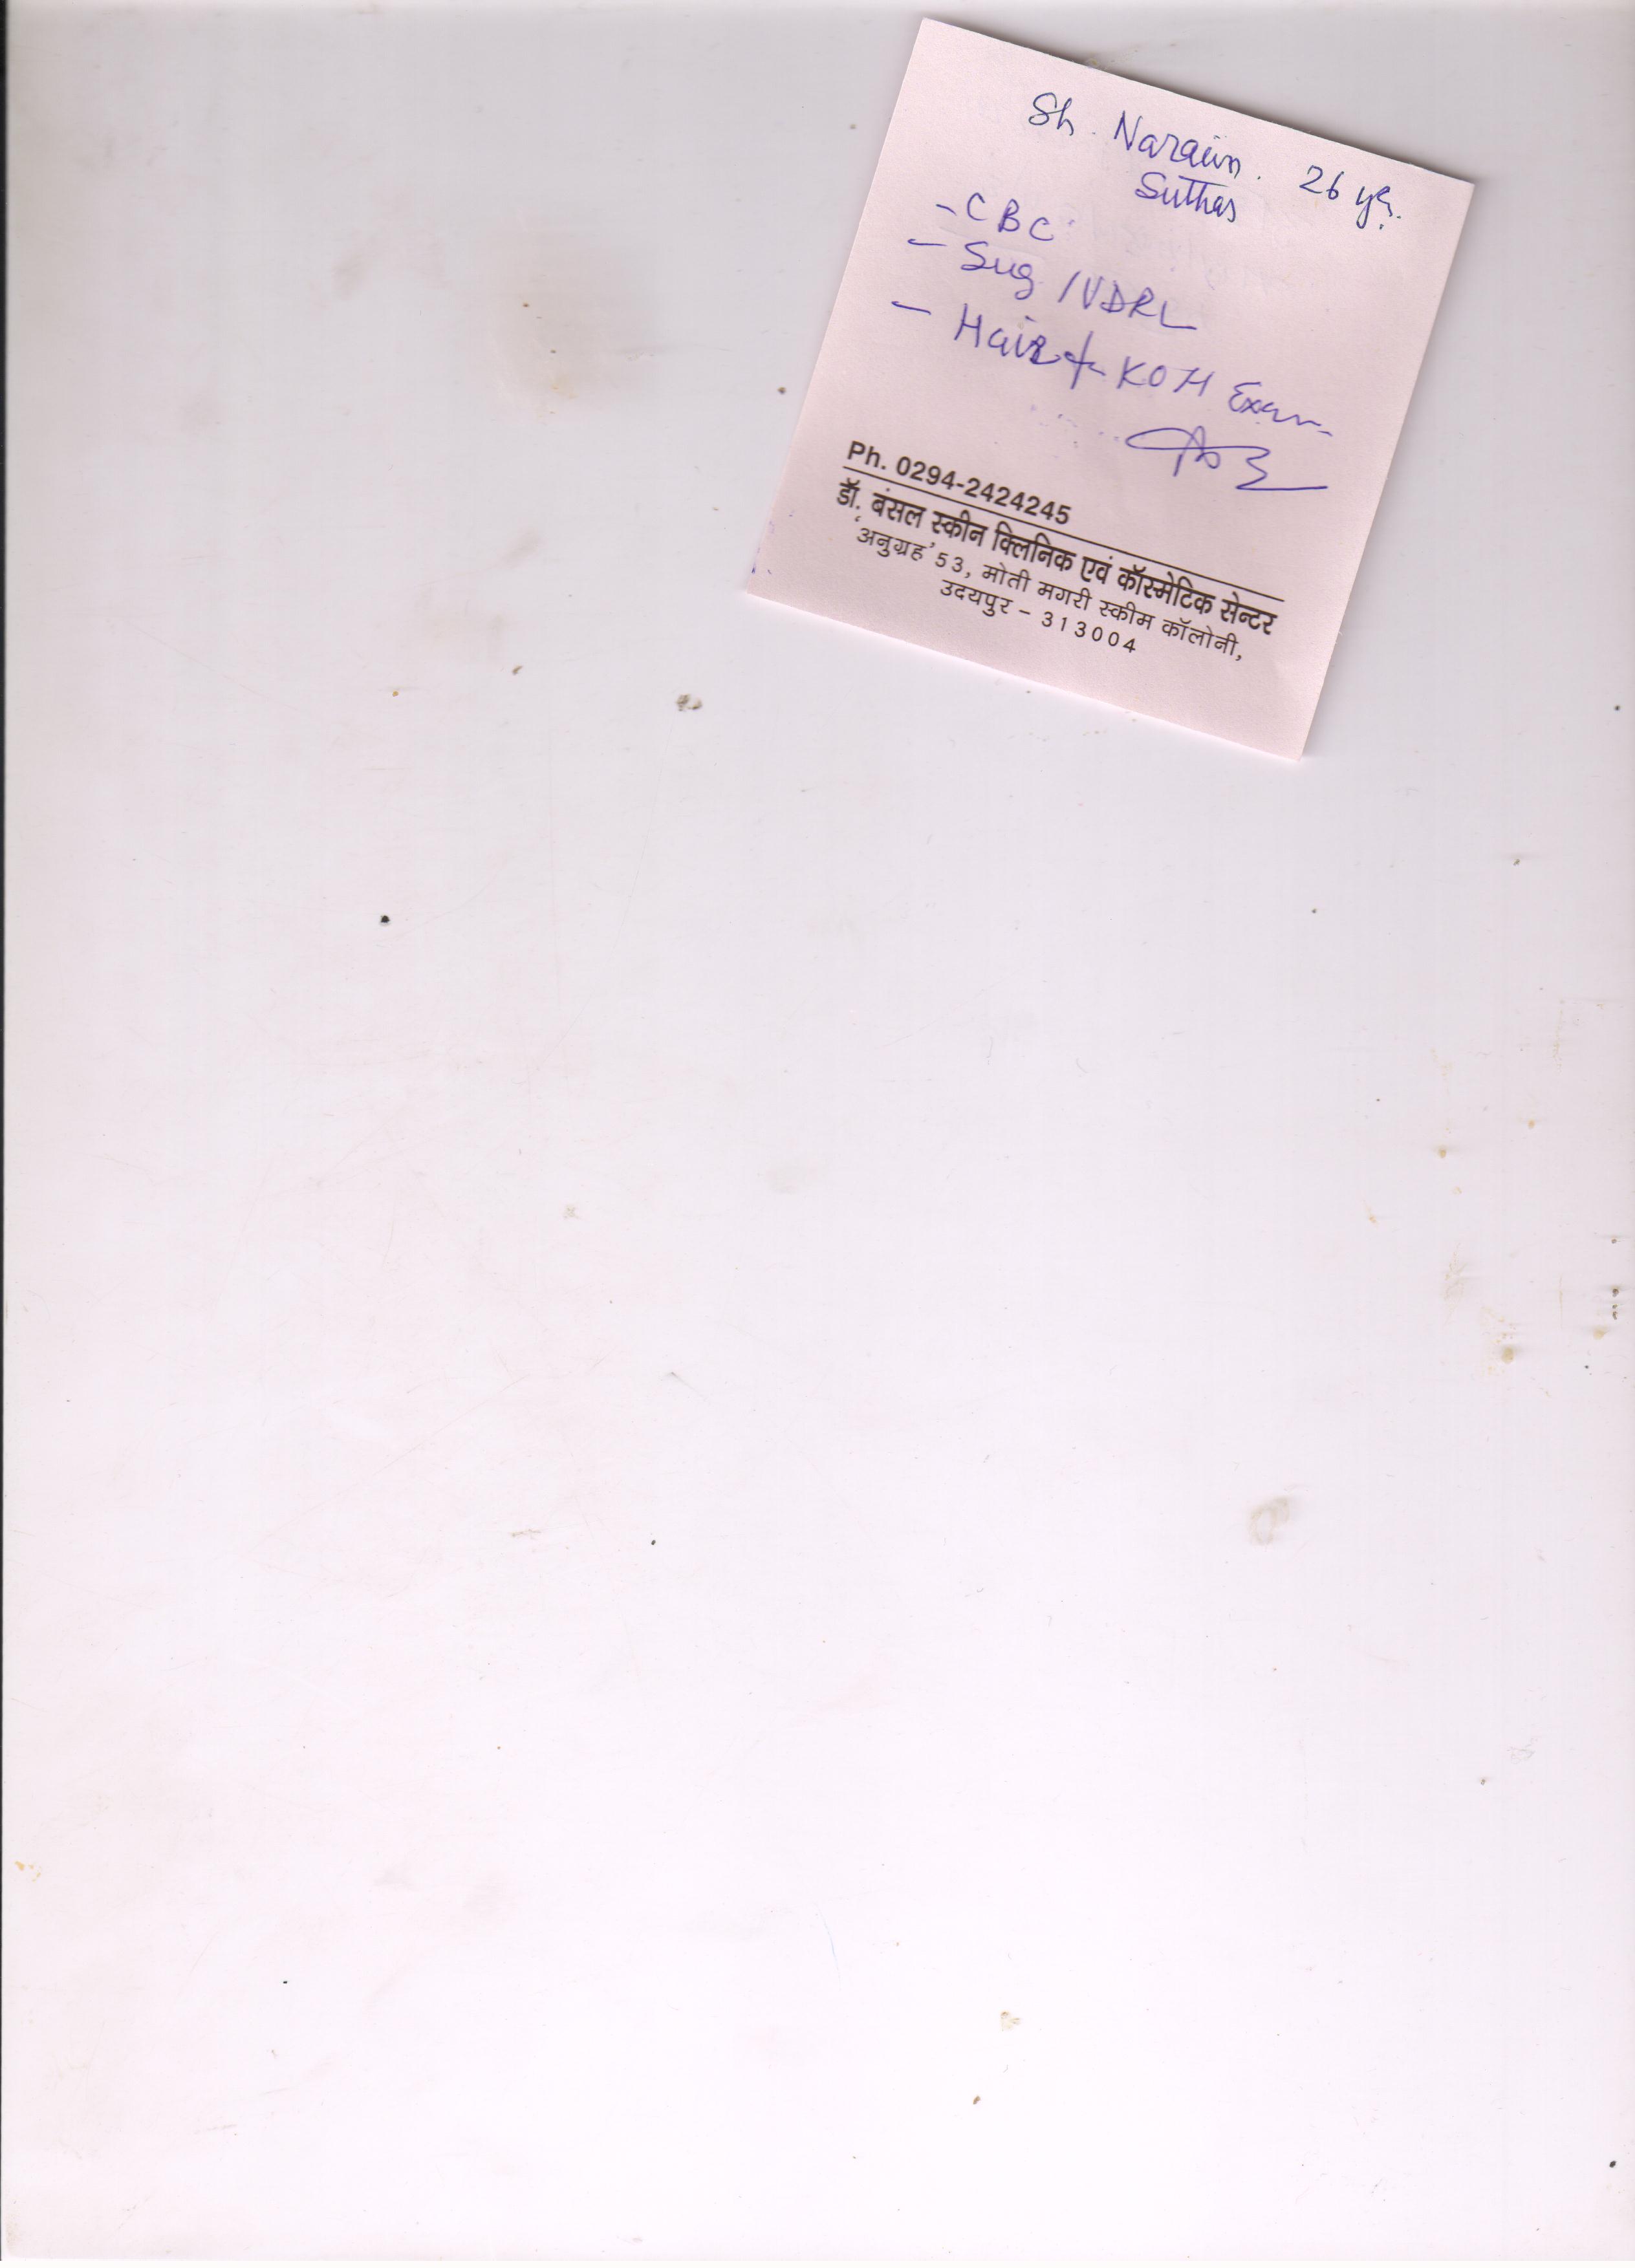 Sh. Narain. 26 yrs.
Suthar
- CBC
- Sug / VDRL
- Hair for KOH Exam
Ph. 0294-2424245
डॉ. बंसल स्कीन क्लिनिक एवं कॉस्मेटिक सेन्टर
'अनुग्रह' 53, मोती मगरी स्कीम कॉलोनी,
उदयपुर - 313004